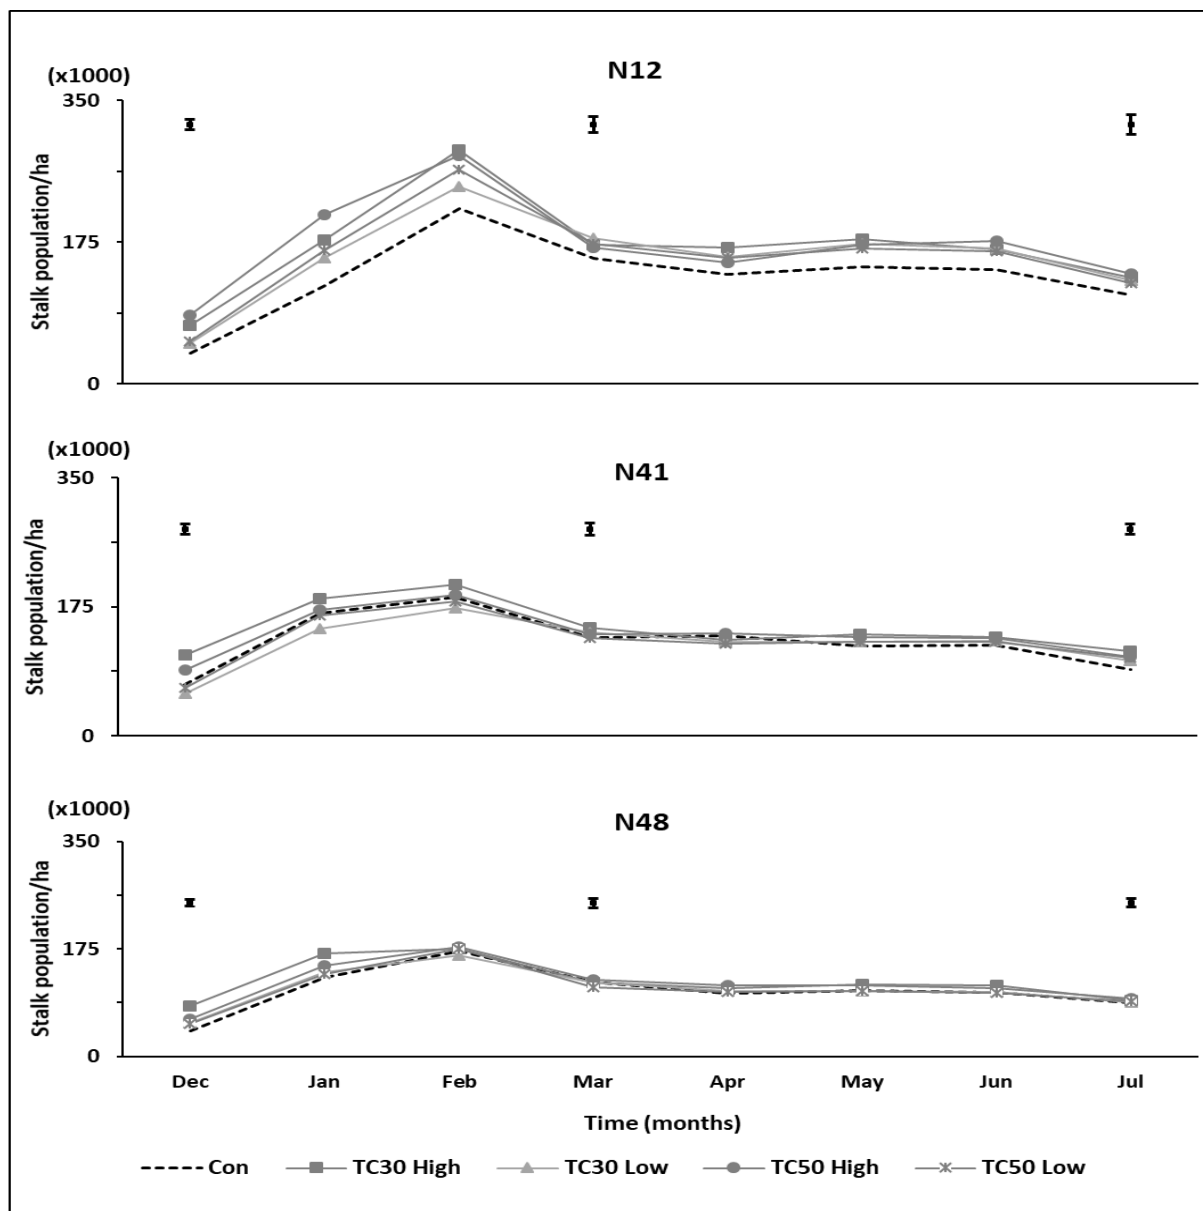 (x1000)
N12
350
175
0
Stalk population/ha
(x1000)
N41
350
175
0
Stalk population/ha
(x1000)
N48
350
175
0
Stalk population/ha
Dec Jan Feb Mar Apr May Jun Jul
Time (months)
Con TC30 High TC30 Low TC50 High TC50 Low